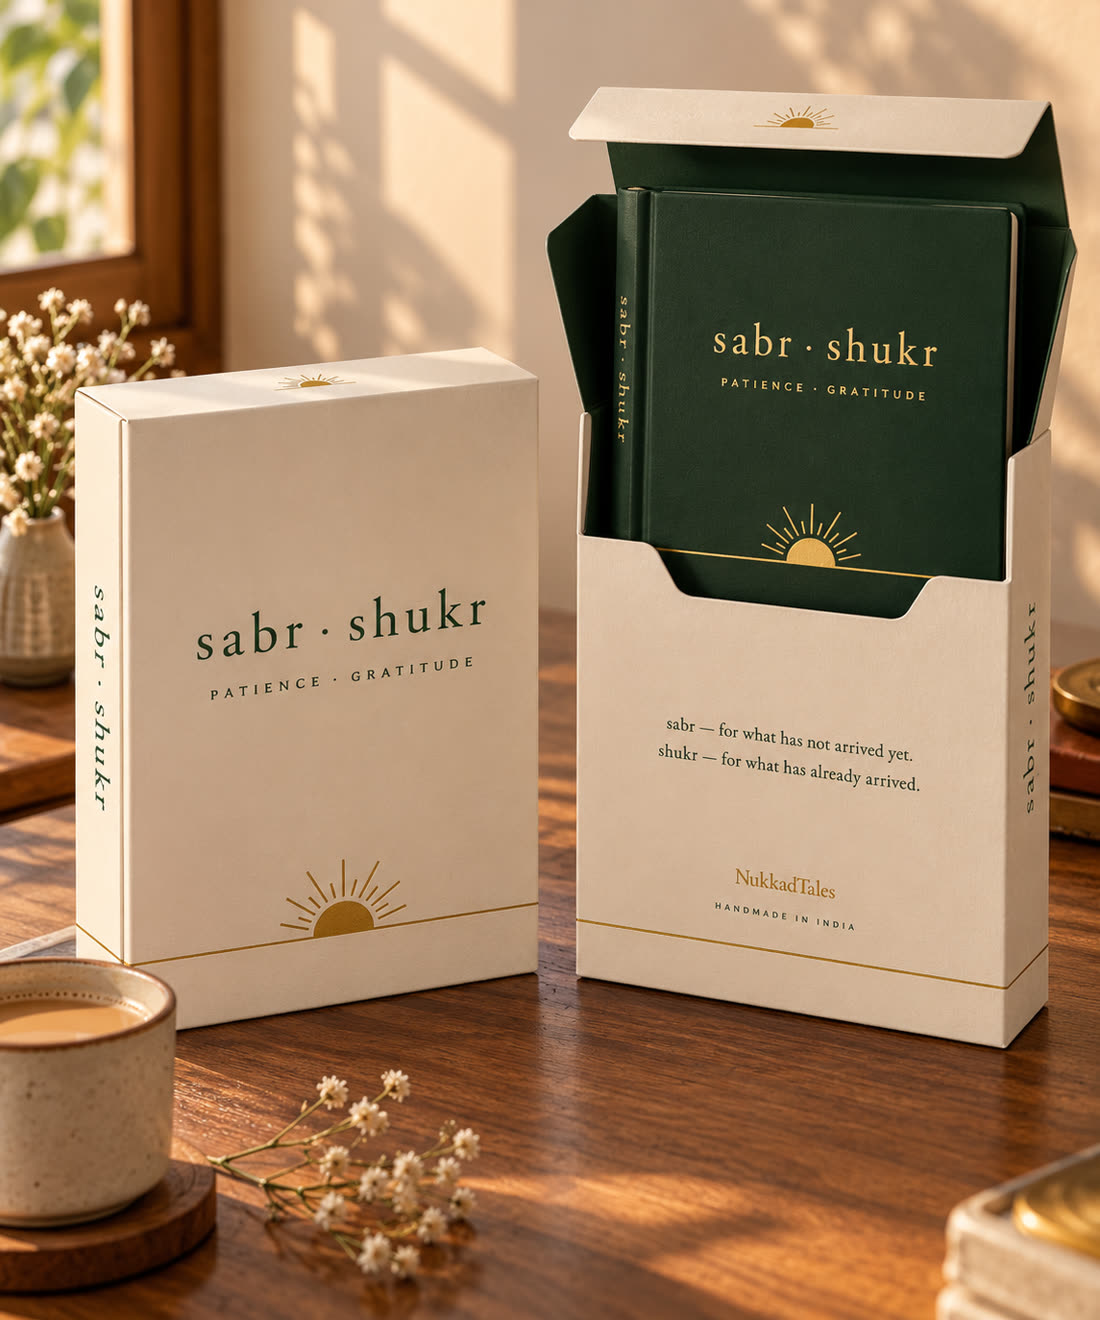 sabr · shukr
PATIENCE · GRATITUDE
sabr · shukr
sabr · shukr
sabr · shukr
PATIENCE · GRATITUDE
sabr — for what has not arrived yet.
shukr — for what has already arrived.
NukkadTales
HANDMADE IN INDIA
sabr · shukr